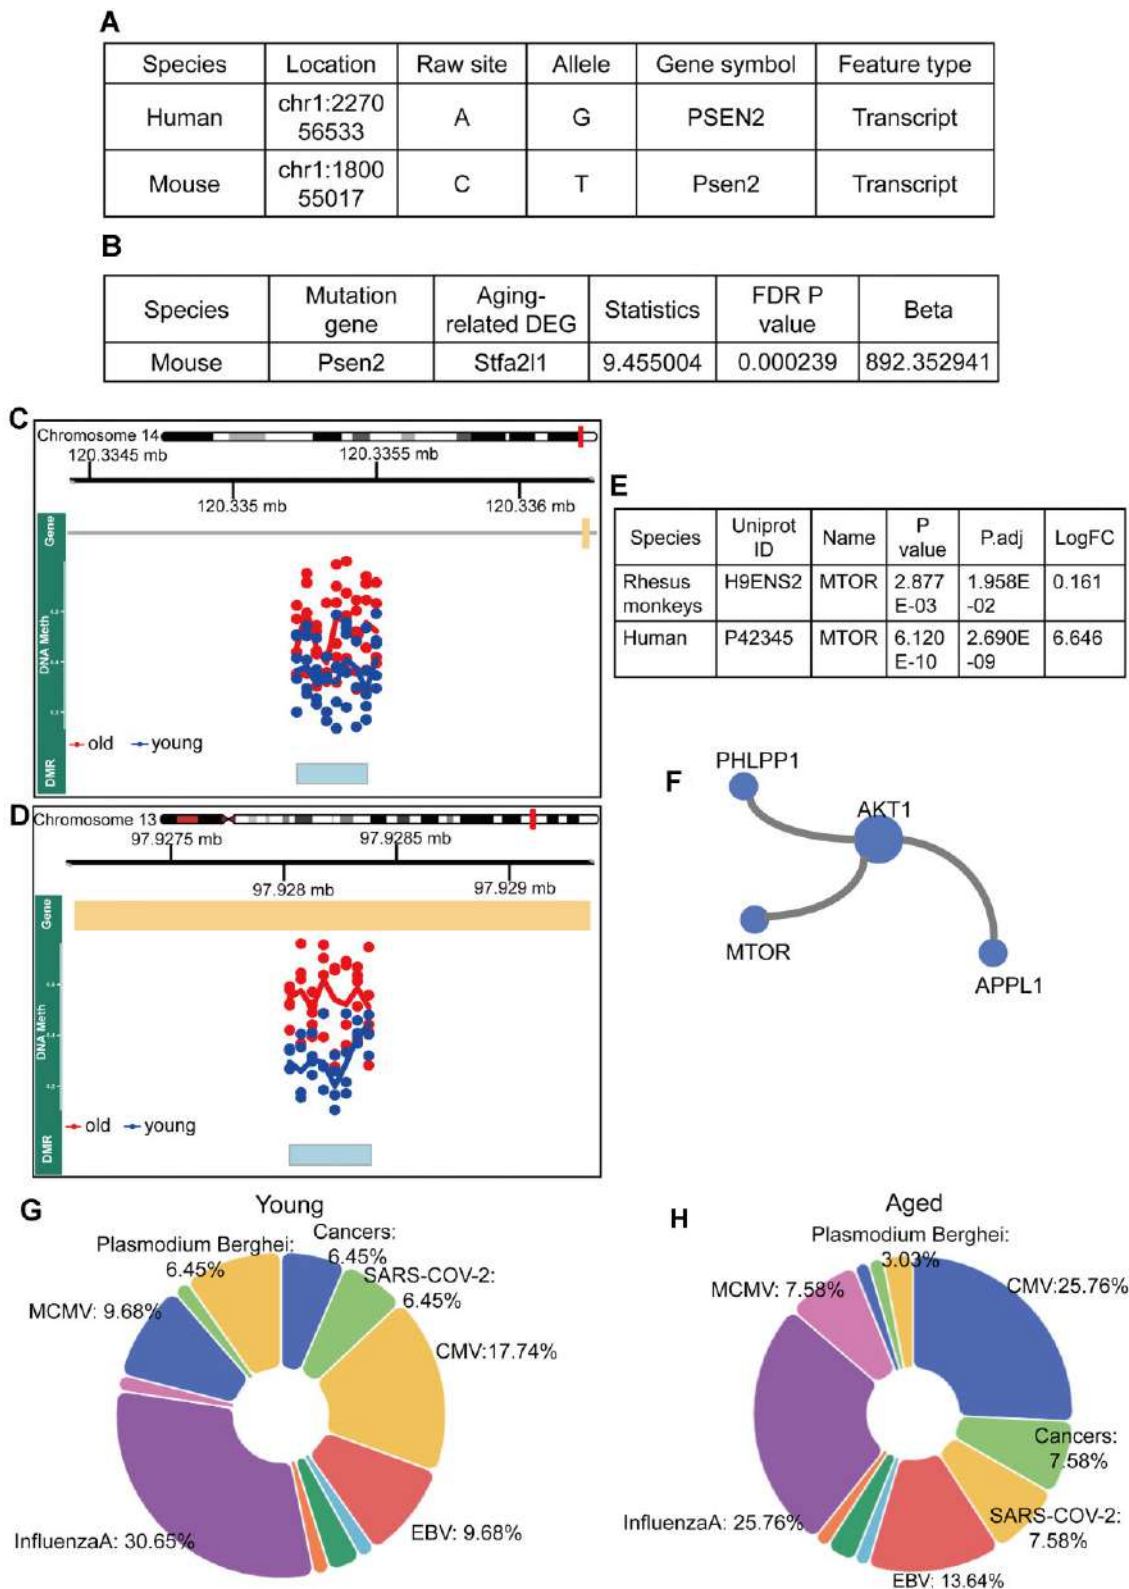 A
Species Location Raw site Allele Gene symbol Feature type
Human chr1:2270 56533 A G PSEN2 Transcript
Mouse chr1:1800 55017 C T Psen2 Transcript
B
Species Mutation gene Aging-related DEG Statistics FDR P value Beta
Mouse Psen2 Stfa2l1 9.455004 0.000239 892.352941
C
Chromosome 14
120.3345 mb 120.3355 mb
120.335 mb 120.336 mb
Gene
DNA Meth
old young
DMR
D
Chromosome 13
97.9275 mb 97.9285 mb
97.928 mb 97.929 mb
Gene
DNA Meth
old young
DMR
E
Species Uniprot ID Name P value P.adj LogFC
Rhesus monkeys H9ENS2 MTOR 2.877 E-03 1.958E -02 0.161
Human P42345 MTOR 6.120 E-10 2.690E -09 6.646
F
PHLPP1
AKT1
MTOR
APPL1
G
Young
Cancers:
6.45%
Plasmodium Berghei:
6.45%
SARS-COV-2:
6.45%
MCMV: 9.68%
CMV:17.74%
EBV: 9.68%
InfluenzaA: 30.65%
H
Aged
Plasmodium Berghei:
3.03%
MCMV: 7.58%
CMV:25.76%
Cancers:
7.58%
SARS-COV-2:
7.58%
InfluenzaA: 25.76%
EBV: 13.64%